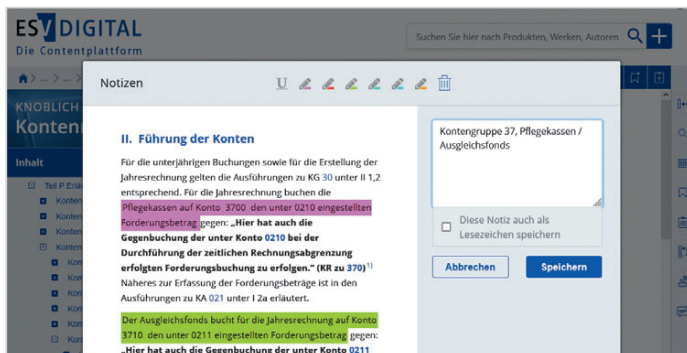 ESV DIGITAL
Die Contentplattform
Suchen Sie hier nach Produkten, Werken, Autoren
> ... > ... >
Notizen
U
KNOBLICH
Konten
Inhalt
Teil P
Konten
Konten
Konten
Konten
II. Führung der Konten
Für die unterjährigen Buchungen sowie für die Erstellung der
Jahresrechnung gelten die Ausführungen zu KG 30 unter II 1,2
entsprechend. Für die Jahresrechnung buchen die
Pflegekassen auf Konto 3700 den unter 0210 eingestellten
Forderungsbetrag gegen: „Hier hat auch die
Gegenbuchung der unter Konto 0210 bei der
Durchführung der zeitlichen Rechnungsabgrenzung
erfolgten Forderungsbuchung zu erfolgen.“ (KR zu 370)1)
Näheres zur Erfassung der Forderungsbeträge ist in den
Ausführungen zu KA 021 unter I 2a erläutert.
Der Ausgleichsfonds bucht für die Jahresrechnung auf Konto
3710 den unter 0211 eingestellten Forderungsbetrag gegen:
„Hier hat auch die Gegenbuchung der unter Konto 0211
Kontengruppe 37, Pflegekassen /
Ausgleichsfonds
Diese Notiz auch als
Lesezeichen speichern
Abbrechen
Speichern